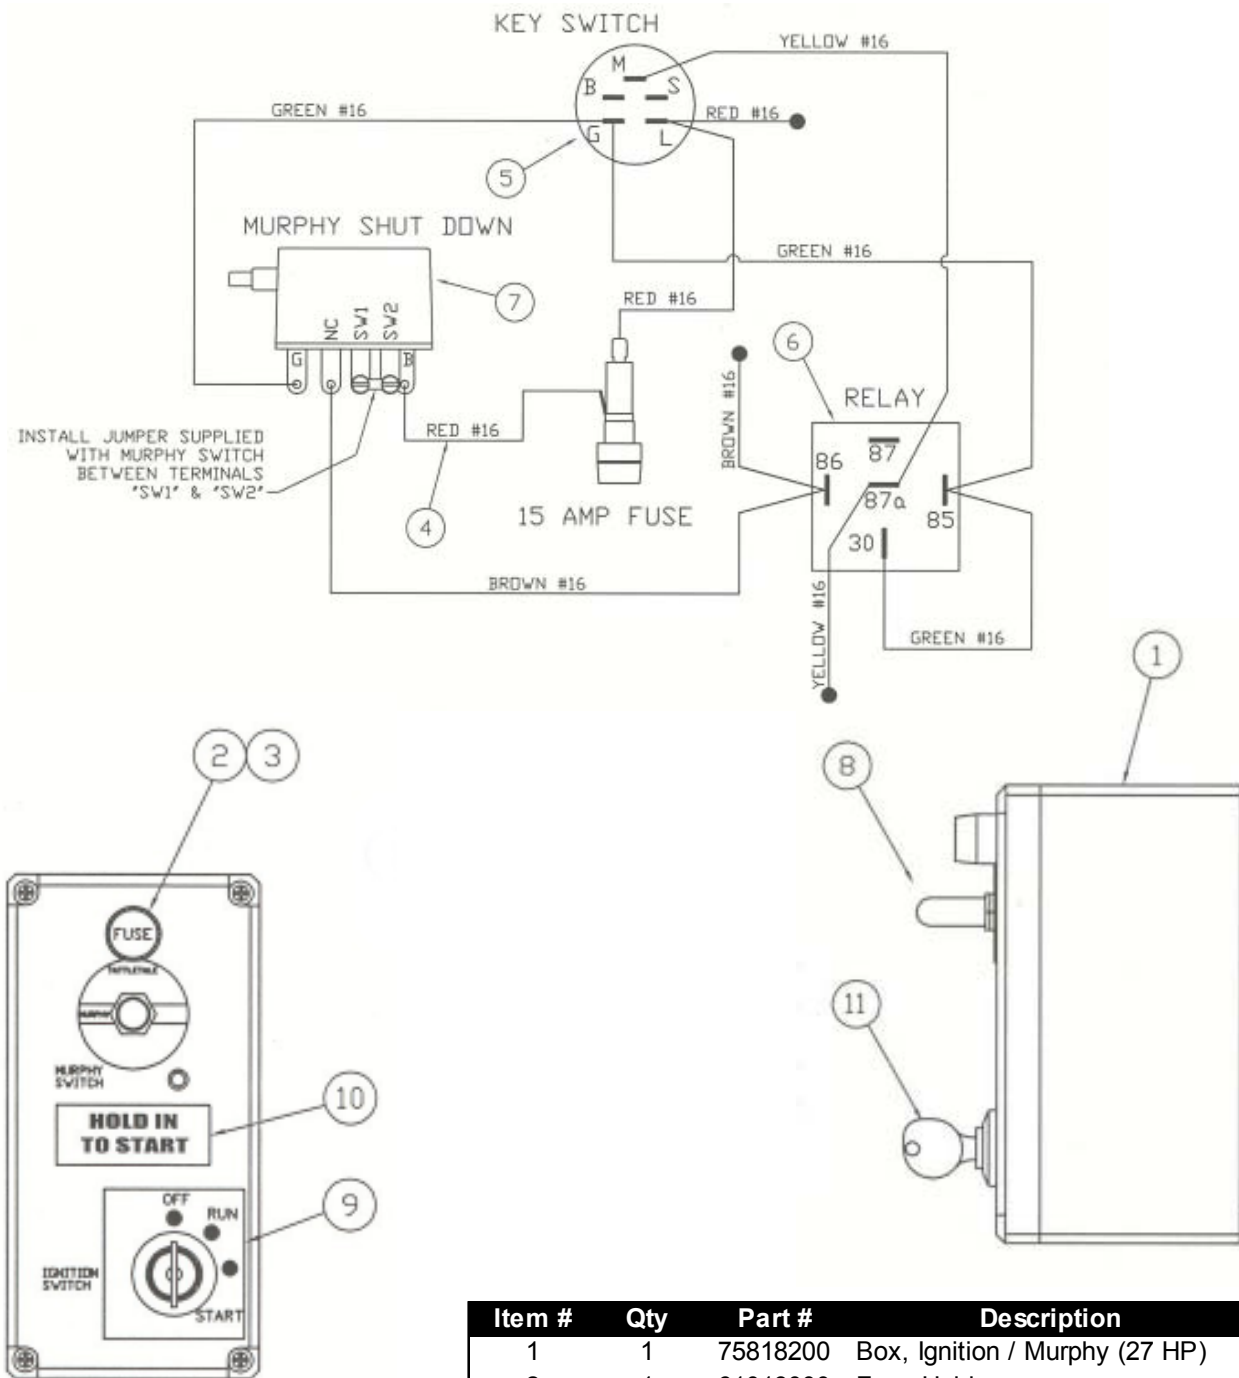 KEY SWITCH
YELLOW #16
M
B
S
GREEN #16
RED #16
G
L
5
MURPHY SHUT DOWN
GREEN #16
7
RED #16
NC
SW1
SW2
6
G
B
RELAY
BROWN #16
INSTALL JUMPER SUPPLIED
WITH MURPHY SWITCH
BETWEEN TERMINALS
"SW1" & "SW2"
RED #16
86
87
87a
85
4
15 AMP FUSE
30
BROWN #16
YELLOW #16
GREEN #16
1
2
3
8
FUSE
TATTLETALE
MURPHY
11
MURPHY
SWITCH
10
HOLD IN
TO START
OFF
RUN
9
IGNITION
SWITCH
START
Item # Qty Part # Description
1 1 75818200 Box, Ignition / Murphy (27 HP)